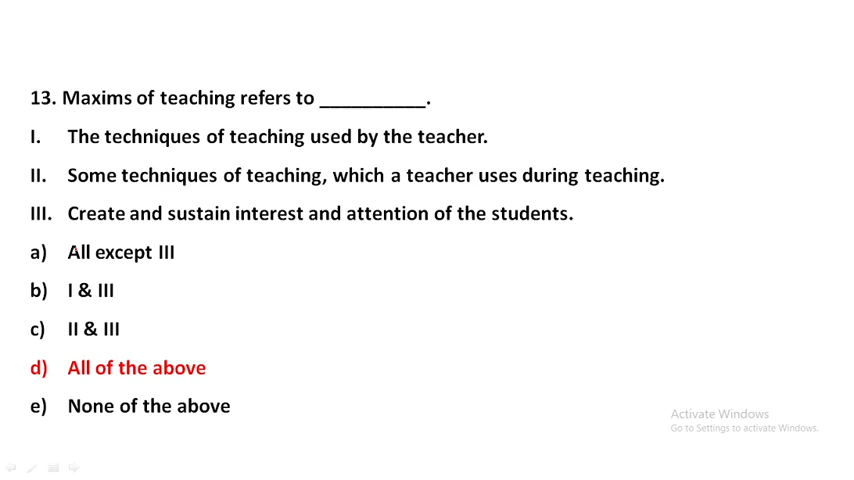 13. Maxims of teaching refers to __________.
I. The techniques of teaching used by the teacher.
II. Some techniques of teaching, which a teacher uses during teaching.
III. Create and sustain interest and attention of the students.
a) All except III
b) I & III
c) II & III
d) All of the above
e) None of the above
Activate Windows
Go to Settings to activate Windows.